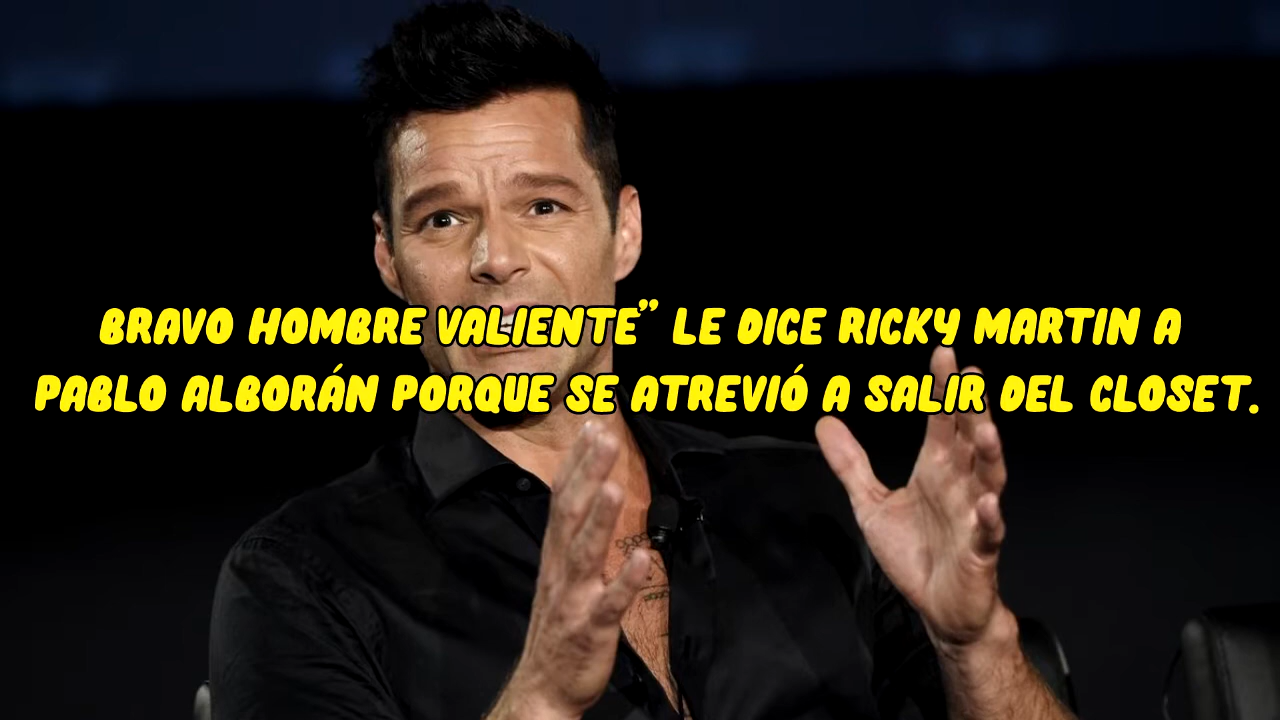 BRAVO HOMBRE VALIENTE” LE DICE RICKY MARTIN A
PABLO ALBORÁN PORQUE SE ATREVIÓ A SALIR DEL CLOSET.